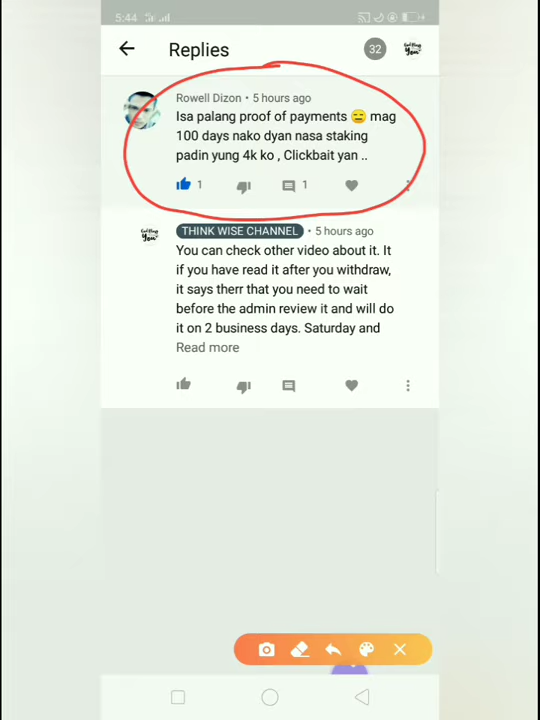 5:44
Replies
32
Rowell Dizon • 5 hours ago
Isa palang proof of payments 😑 mag
100 days nako dyan nasa staking
padin yung 4k ko , Clickbait yan ..
1
1
THINK WISE CHANNEL • 5 hours ago
You can check other video about it. It
if you have read it after you withdraw,
it says therr that you need to wait
before the admin review it and will do
it on 2 business days. Saturday and
Read more